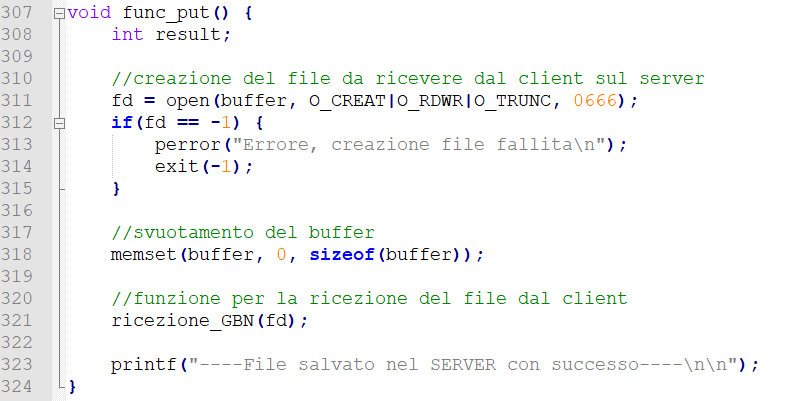 307 void func_put() {
308     int result;
309
310     //creazione del file da ricevere dal client sul server
311     fd = open(buffer, O_CREAT|O_RDWR|O_TRUNC, 0666);
312     if(fd == -1) {
313         perror("Errore, creazione file fallita\n");
314         exit(-1);
315     }
316
317     //svuotamento del buffer
318     memset(buffer, 0, sizeof(buffer));
319
320     //funzione per la ricezione del file dal client
321     ricezione_GBN(fd);
322
323     printf("----File salvato nel SERVER con successo----\n\n");
324 }